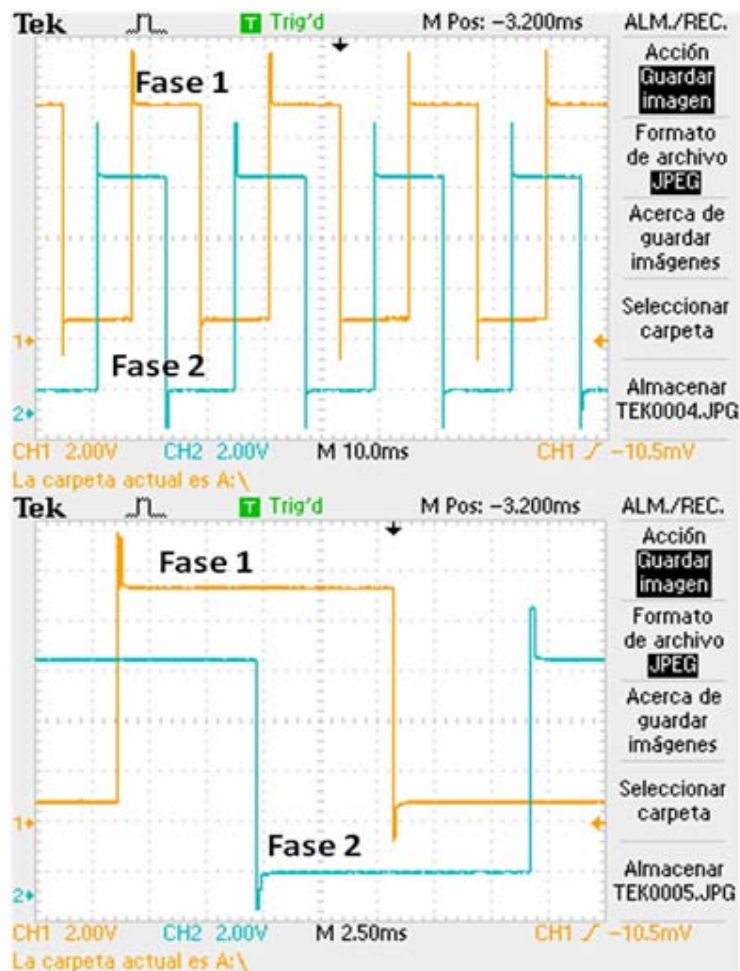 Tek T Trig'd M Pos: -3.200ms ALM./REC.
Fase 1
Acción
Guardar
imagen
Formato
de archivo
JPEG
Acerca de
guardar
imágenes
Seleccionar
carpeta
1
Fase 2
Almacenar
TEK0004.JPG
2
CH1 2.00V CH2 2.00V M 10.0ms CH1 -10.5mV
La carpeta actual es A:\
Tek T Trig'd M Pos: -3.200ms ALM./REC.
Fase 1
Acción
Guardar
imagen
Formato
de archivo
JPEG
Acerca de
guardar
imágenes
Seleccionar
carpeta
1
Fase 2
Almacenar
TEK0005.JPG
2
CH1 2.00V CH2 2.00V M 2.50ms CH1 -10.5mV
La carpeta actual es A:\